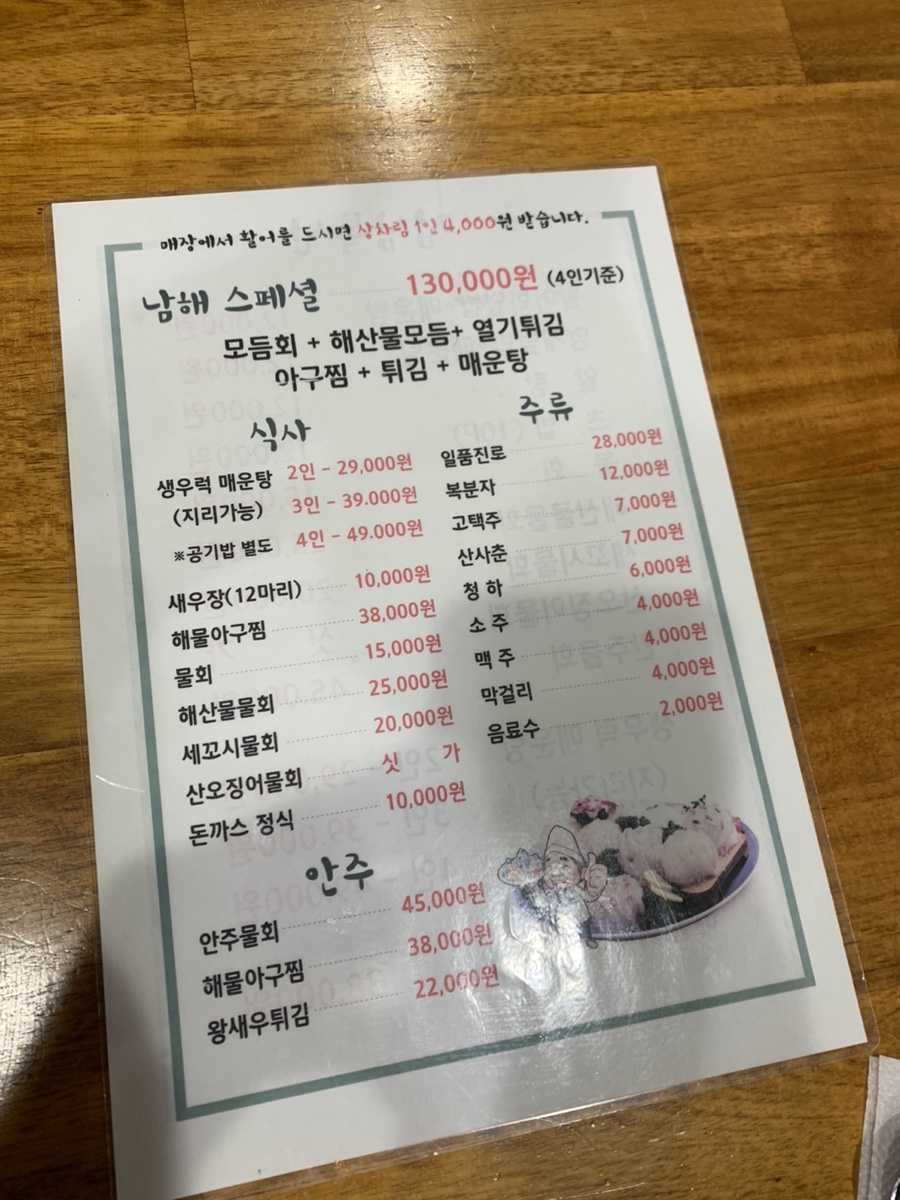 매장에서 활어를 드시면 상차림 1인 4,000원 받습니다.
남해 스페셜 130,000원 (4인기준)
모듬회 + 해산물모듬+ 열기튀김
아구찜 + 튀김 + 매운탕
식사
생우럭 매운탕 2인 - 29,000원
(지리가능) 3인 - 39.000원
※공기밥 별도 4인 - 49.000원
새우장(12마리) 10,000원
해물아구찜 38,000원
물회 15,000원
해산물물회 25,000원
세꼬시물회 20,000원
산오징어물회 싯 가
돈까스 정식 10,000원
안주
안주물회 45,000원
해물아구찜 38,000원
왕새우튀김 22,000원
주류
일품진로 28,000원
복분자 12,000원
고택주 7,000원
산사춘 7,000원
청 하 6,000원
소 주 4,000원
맥 주 4,000원
막걸리 4,000원
음료수 2,000원